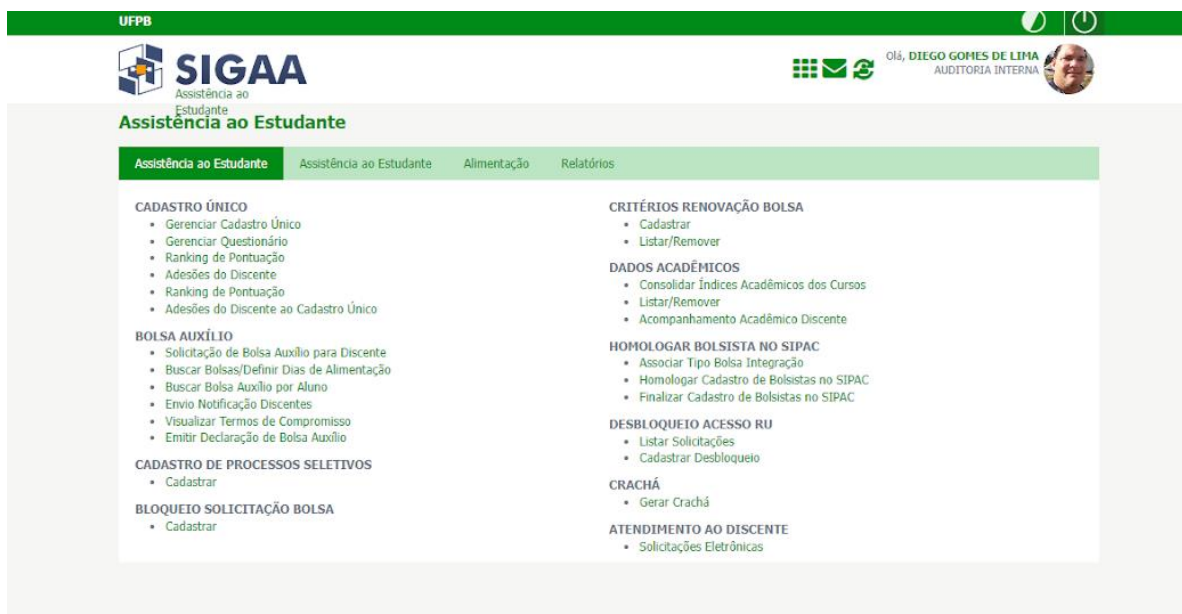 UFPB
SIGAA
Assistência ao
Estudante
Olá, DIEGO GOMES DE LIMA
AUDITORIA INTERNA
Assistência ao Estudante
Assistência ao Estudante
Assistência ao Estudante
Alimentação
Relatórios
CADASTRO ÚNICO
Gerenciar Cadastro Único
Gerenciar Questionário
Ranking de Pontuação
Adesões do Discente
Ranking de Pontuação
Adesões do Discente ao Cadastro Único
BOLSA AUXÍLIO
Solicitação de Bolsa Auxílio para Discente
Buscar Bolsas/Definir Dias de Alimentação
Buscar Bolsa Auxílio por Aluno
Envio Notificação Discentes
Visualizar Termos de Compromisso
Emitir Declaração de Bolsa Auxílio
CADASTRO DE PROCESSOS SELETIVOS
Cadastrar
BLOQUEIO SOLICITAÇÃO BOLSA
Cadastrar
CRITÉRIOS RENOVAÇÃO BOLSA
Cadastrar
Listar/Remover
DADOS ACADÊMICOS
Consolidar Índices Acadêmicos dos Cursos
Listar/Remover
Acompanhamento Acadêmico Discente
HOMOLOGAR BOLSISTA NO SIPAC
Associar Tipo Bolsa Integração
Homologar Cadastro de Bolsistas no SIPAC
Finalizar Cadastro de Bolsistas no SIPAC
DESBLOQUEIO ACESSO RU
Listar Solicitações
Cadastrar Desbloqueio
CRACHÁ
Gerar Crachá
ATENDIMENTO AO DISCENTE
Solicitações Eletrônicas